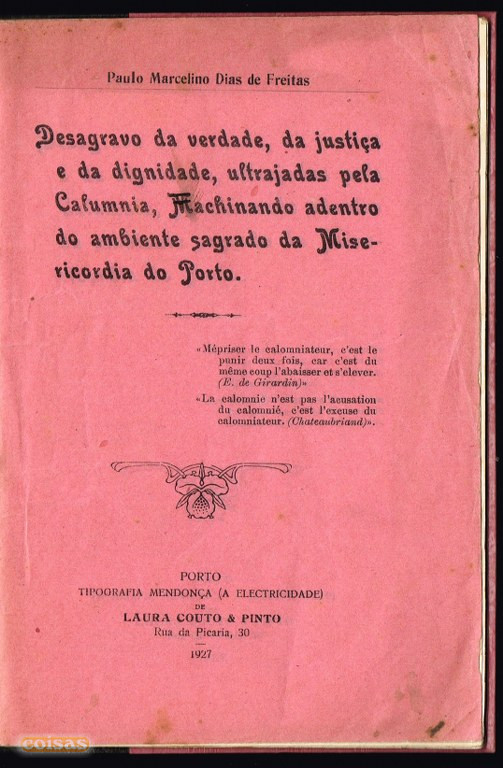 Paulo Marcelino Dias de Freitas
Desagravo da verdade, da justiça
e da dignidade, ultrajadas pela
Calumnia, Machinando adentro
do ambiente sagrado da Mise-
ricordia do Porto.
«Mépriser le calomniateur, c'est le
punir deux fois, car c'est du
même coup l'abaisser et s'elever.
(E. de Girardin)»
«La calomnie n'est pas l'acusation
du calomnié, c'est l'excuse du
calomniateur. (Chateaubriand)».
PORTO
TIPOGRAFIA MENDONÇA (A ELECTRICIDADE)
DE
LAURA COUTO & PINTO
Rua da Picaria, 30
1927
coisas